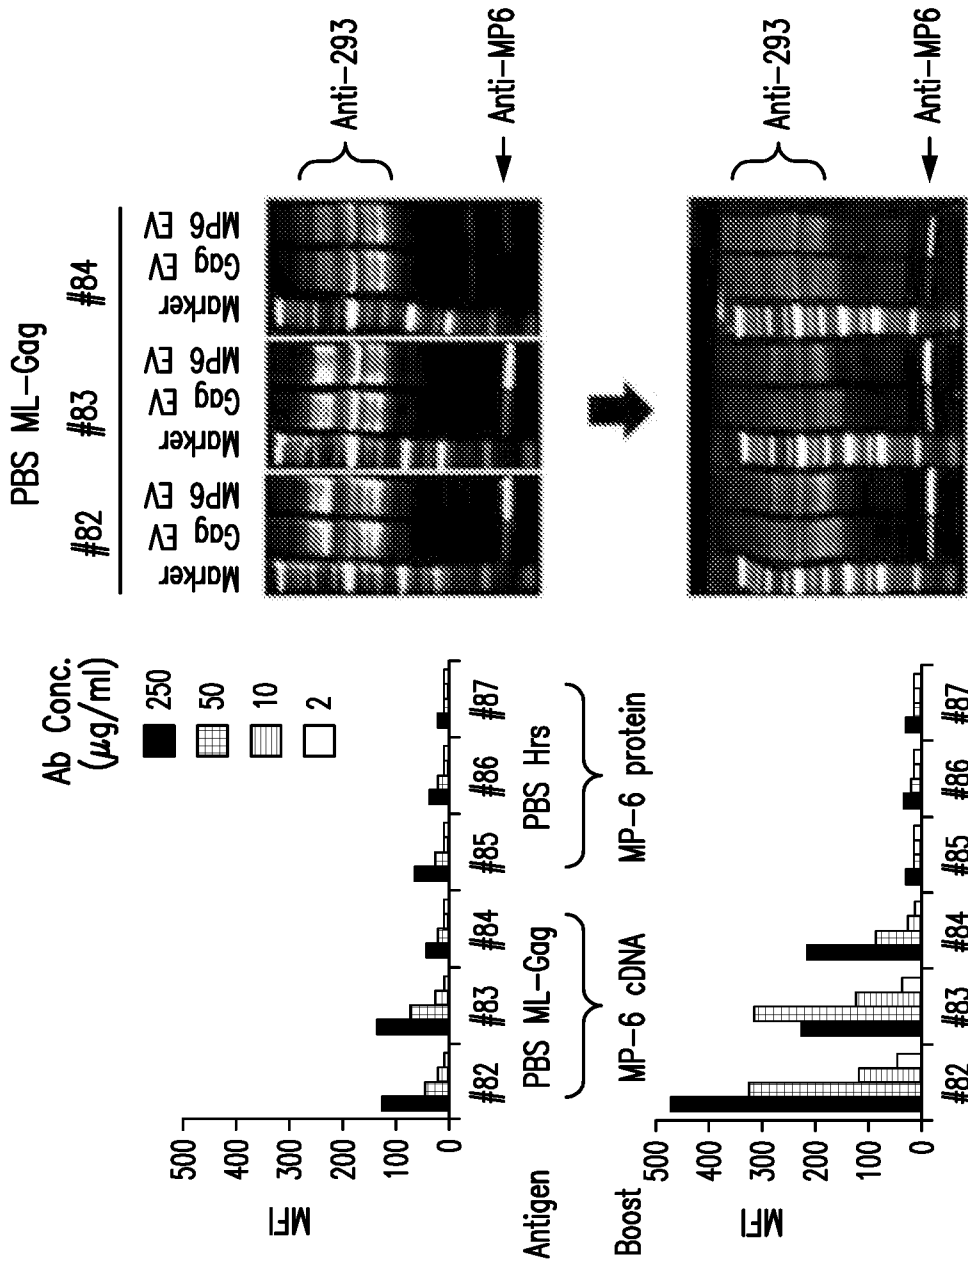 Ab Conc.
(μg/ml)
250
50
10
2
500
400
300
200
100
0
MFI
#82
#83
#84
#85
#86
#87
Antigen
PBS ML-Gag
PBS Hrs
Boost
MP-6 cDNA
MP-6 protein
500
400
300
200
100
0
MFI
#82
#83
#84
#85
#86
#87
PBS ML-Gag
#82
#83
#84
Marker
Gag EV
MP6 EV
Marker
Gag EV
MP6 EV
Marker
Gag EV
MP6 EV
Anti-293
Anti-MP6
Anti-293
Anti-MP6